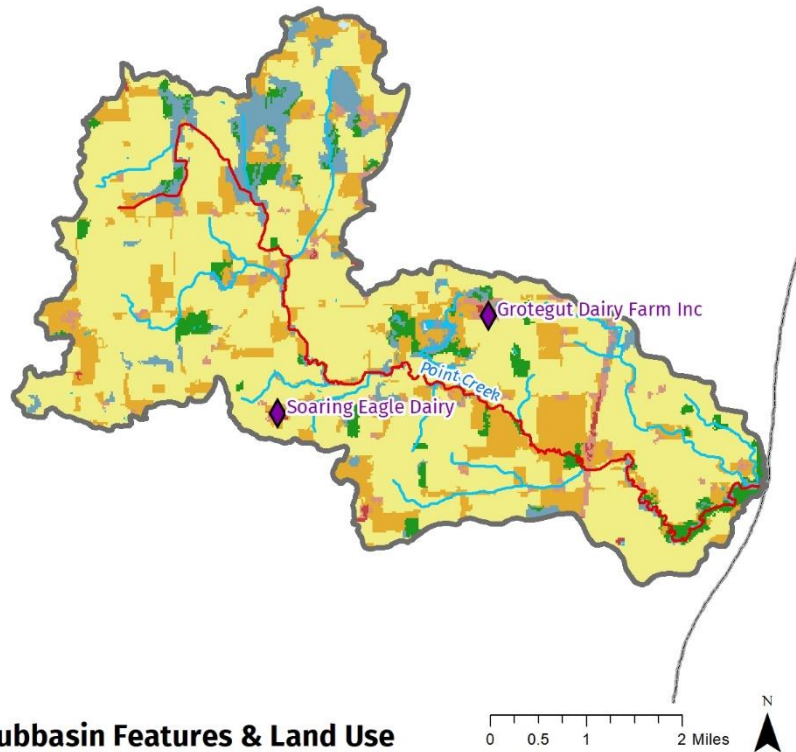 Grotegut Dairy Farm Inc
Point Creek
Soaring Eagle Dairy
ubbasin Features & Land Use
0 0.5 1 2 Miles
N